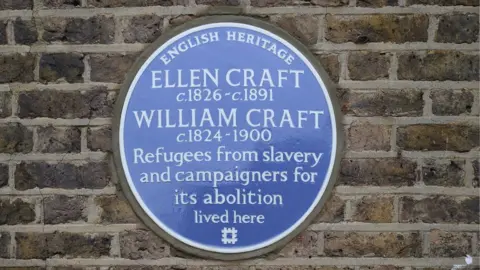 ENGLISH HERITAGE
ELLEN CRAFT
c.1826-c.1891
WILLIAM CRAFT
c.1824-1900
Refugees from slavery
and campaigners for
its abolition
lived here